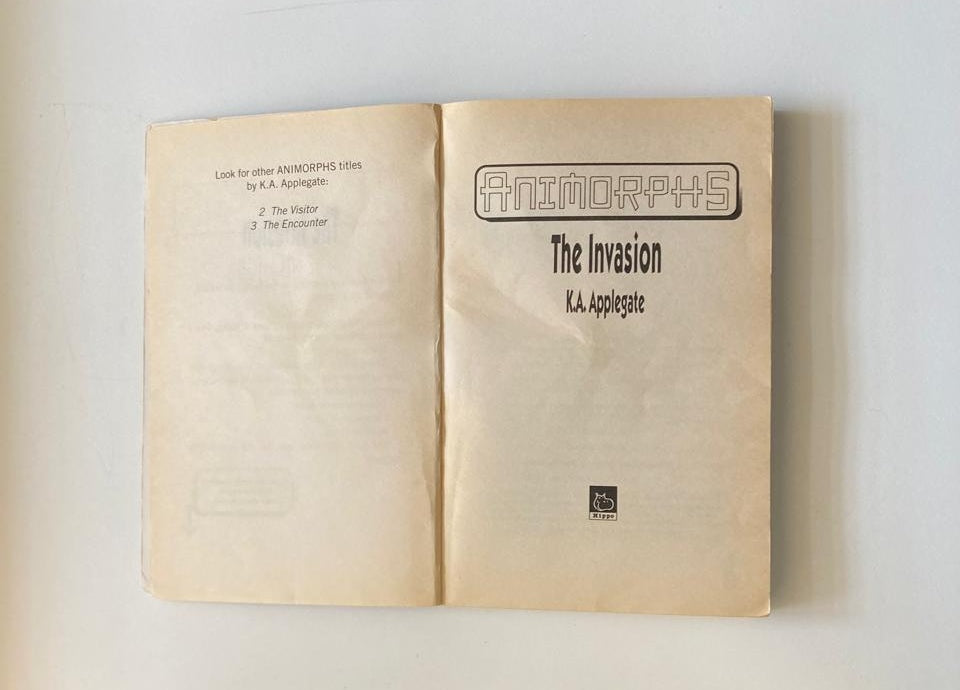 Look for other ANIMORPHS titles
by K.A. Applegate:
2 The Visitor
3 The Encounter
ANIMORPHS
The Invasion
K.A. Applegate
Hippo